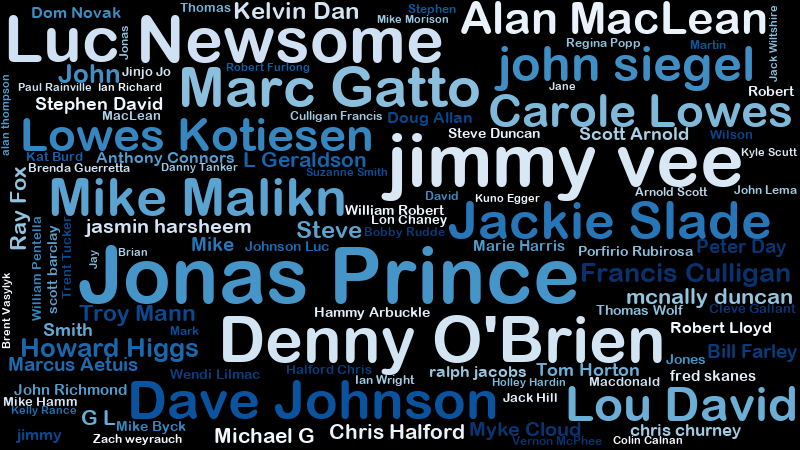 Dom Novak
Thomas
Kelvin Dan
Stephen
Mike Morison
Alan MacLean
Jack Wiltshire
Luc Newsome
Jonas
Regina Popp
Martin
john siegel
John
Jinjo Jo
Robert Furlong
Paul Rainville
Ian Richard
Marc Gatto
Jane
Robert
alan thompson
Stephen David
MacLean
Culligan Francis
Doug Allan
Carole Lowes
Lowes Kotiesen
Steve Duncan
Scott Arnold
Wilson
Kat Burd
Anthony Connors
L Geraldson
jimmy vee
Kyle Scutt
Brenda Guerretta
Danny Tanker
Suzanne Smith
Ray Fox
Mike Malikn
David
Kuno Egger
Arnold Scott
John Lema
William Robert
Lon Chaney
Jackie Slade
William Pentella
scott barclay
Trent Tucker
jasmin harsheem
Steve
Bobby Rudde
Mike
Johnson Luc
Marie Harris
Porfirio Rubirosa
Peter Day
Jay
Brian
Jonas Prince
Francis Culligan
Brent Vasylyk
mcnally duncan
Troy Mann
Hammy Arbuckle
Thomas Wolf
Cleve Gallant
Smith
Mark
Denny O'Brien
Robert Lloyd
Howard Higgs
Jones
Bill Farley
Marcus Aetuis
Wendi Lilmac
Halford Chris
ralph jacobs
Tom Horton
fred skanes
Ian Wright
Holley Hardin
Macdonald
John Richmond
Mike Hamm
Dave Johnson
Jack Hill
Lou David
Kelly Rance
G L
Mike Byck
jimmy
Zach weyrauch
Michael G
Chris Halford
Myke Cloud
chris churney
Vernon McPhee
Colin Calnan